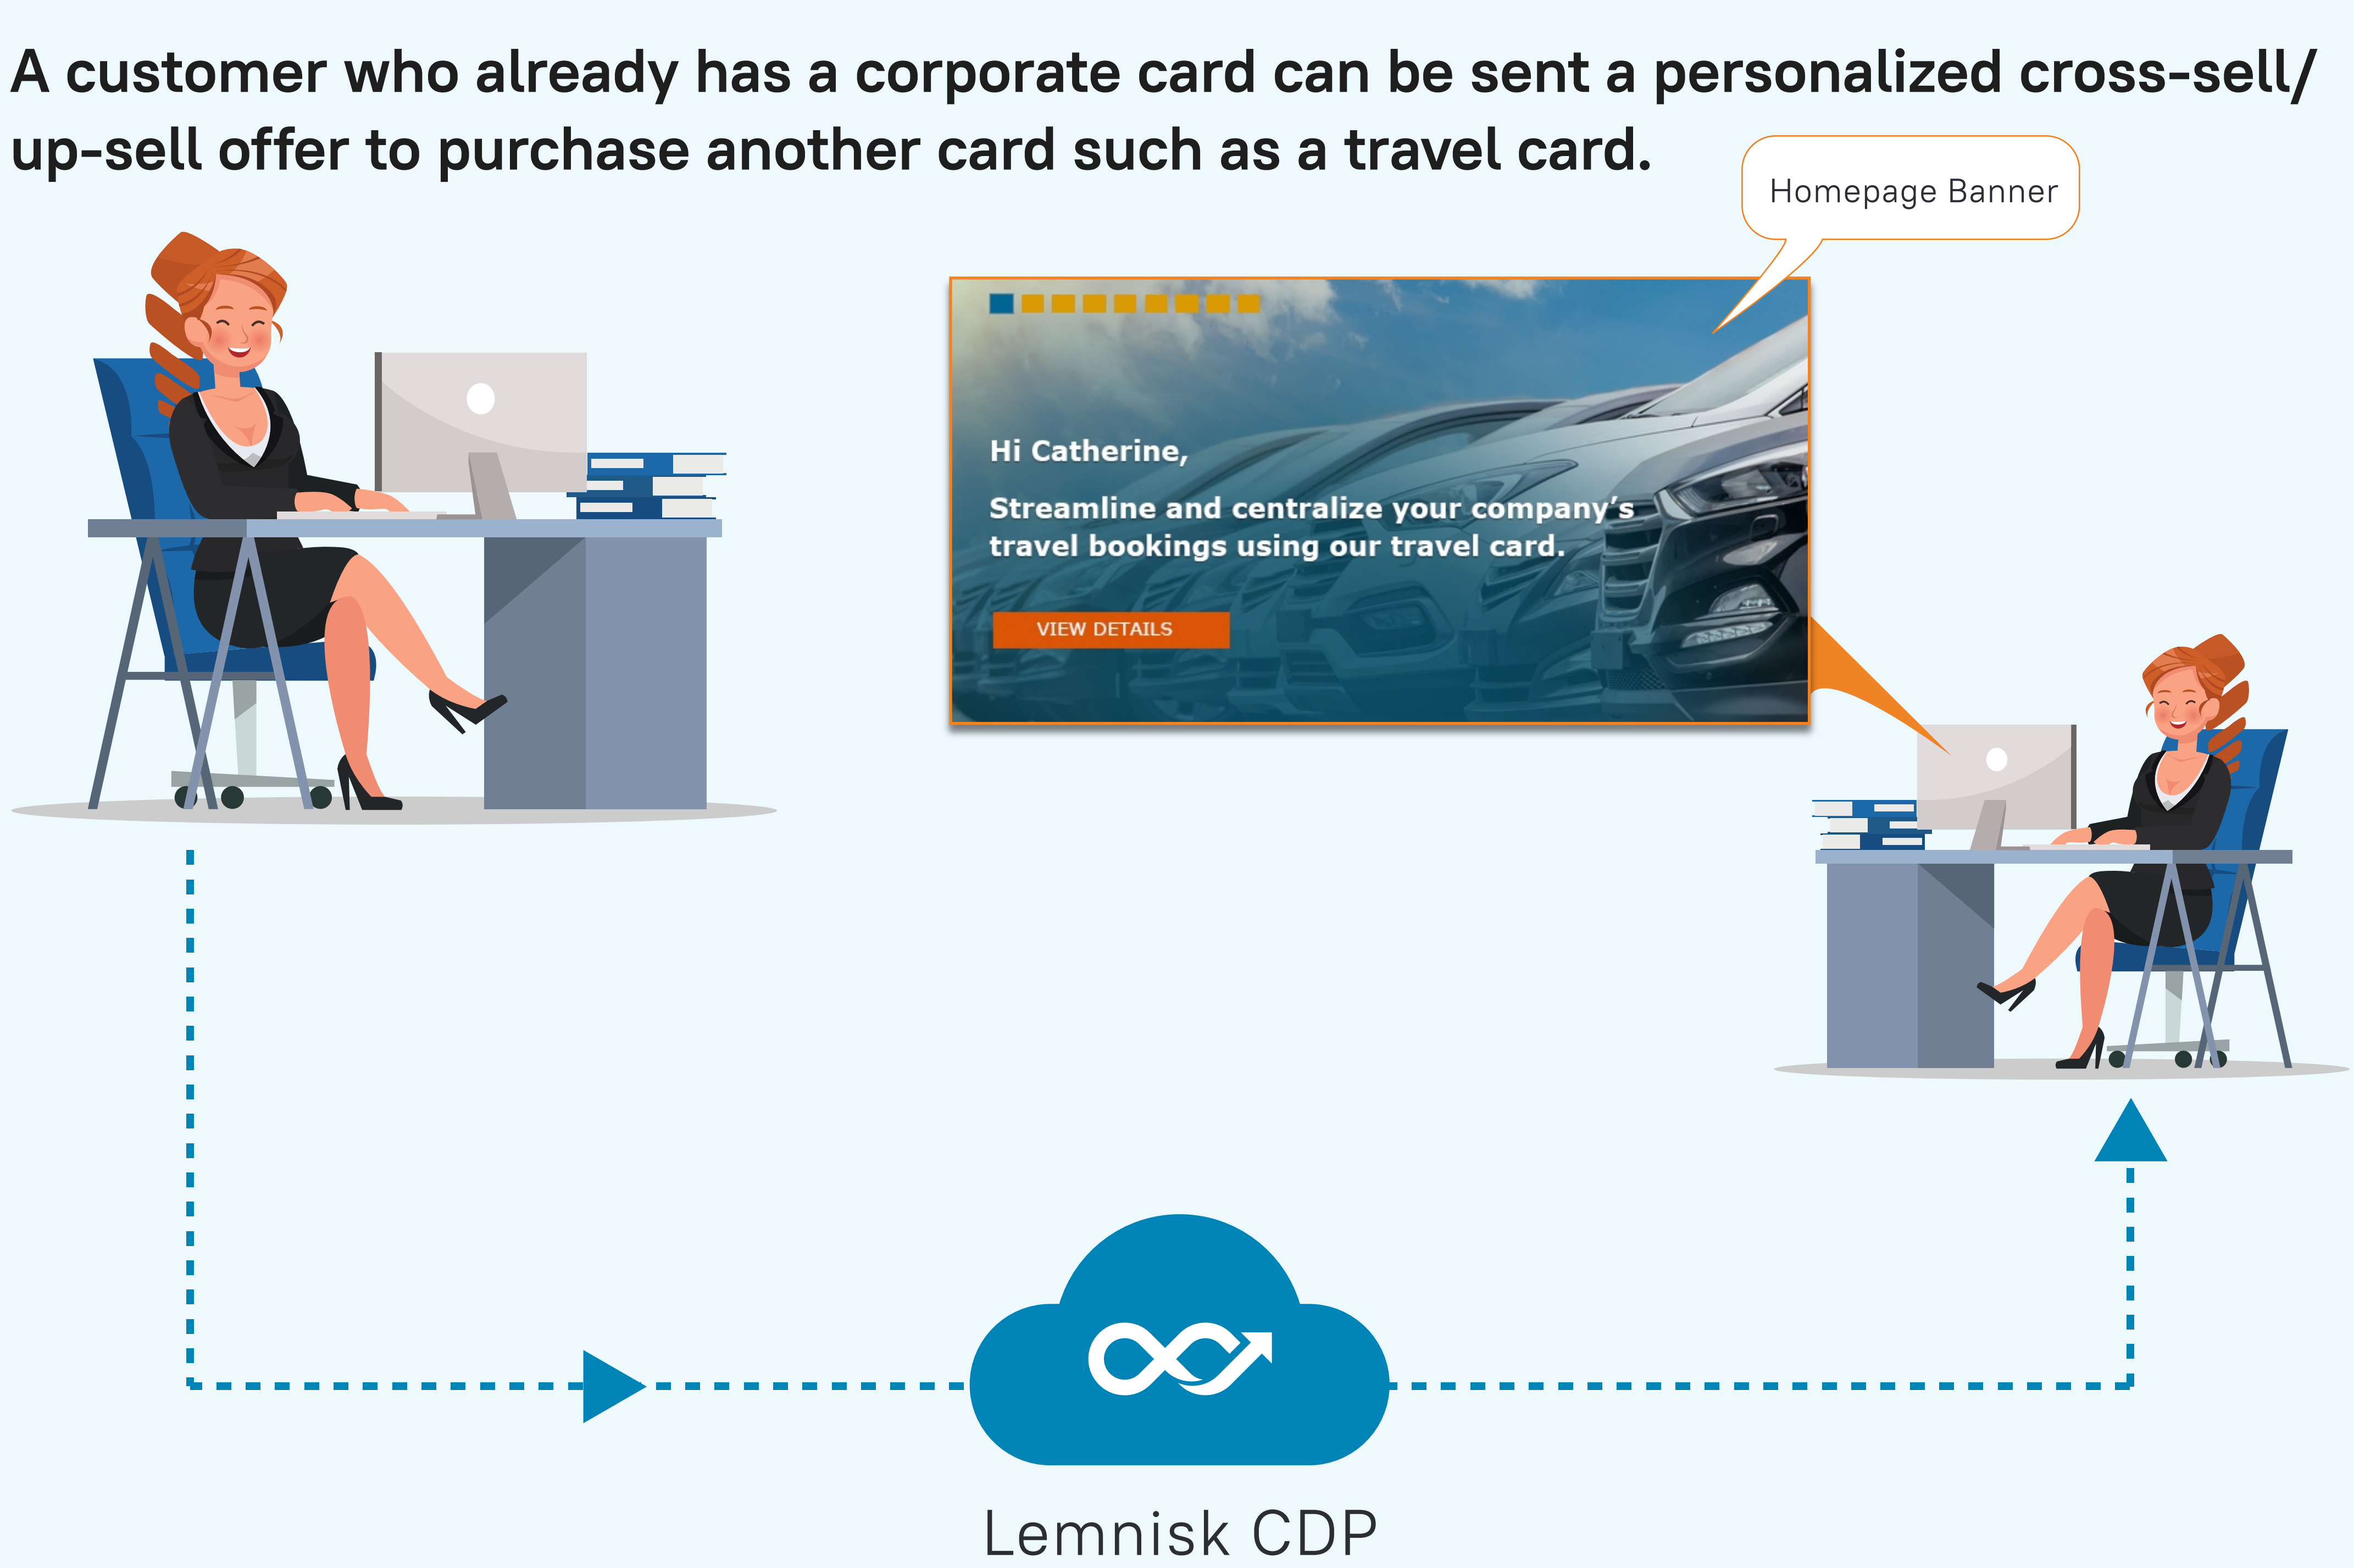 A customer who already has a corporate card can be sent a personalized cross-sell/
up-sell offer to purchase another card such as a travel card.
Homepage Banner
Hi Catherine,
Streamline and centralize your company’s
travel bookings using our travel card.
VIEW DETAILS
Lemnisk CDP